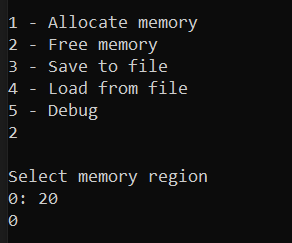 1 - Allocate memory
2 - Free memory
3 - Save to file
4 - Load from file
5 - Debug
2
Select memory region
0: 20
0